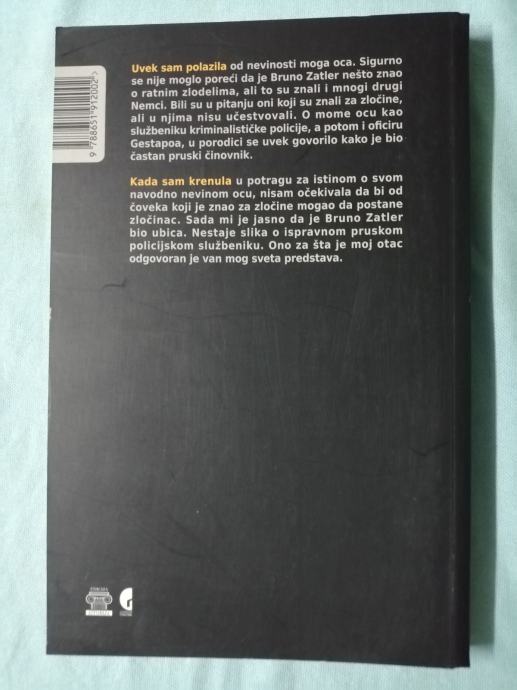 Uvek sam polazila od nevinosti moga oca. Sigurno
se nije moglo poreći da je Bruno Zatler nešto znao
o ratnim zlodelima, ali to su znali i mnogi drugi
Nemci. Bili su u pitanju oni koji su znali za zločine,
ali u njima nisu učestvovali. O mome ocu kao
službeniku kriminalističke policije, a potom i oficiru
Gestapoa, u porodici se uvek govorilo kako je bio
častan pruski činovnik.
Kada sam krenula u potragu za istinom o svom
navodno nevinom ocu, nisam očekivala da bi od
čoveka koji je znao za zločine mogao da postane
zločinac. Sada mi je jasno da je Bruno Zatler
bio ubica. Nestaje slika o ispravnom pruskom
policijskom službeniku. Ono za šta je moj otac
odgovoran je van mog sveta predstava.
9 788651 912002 >